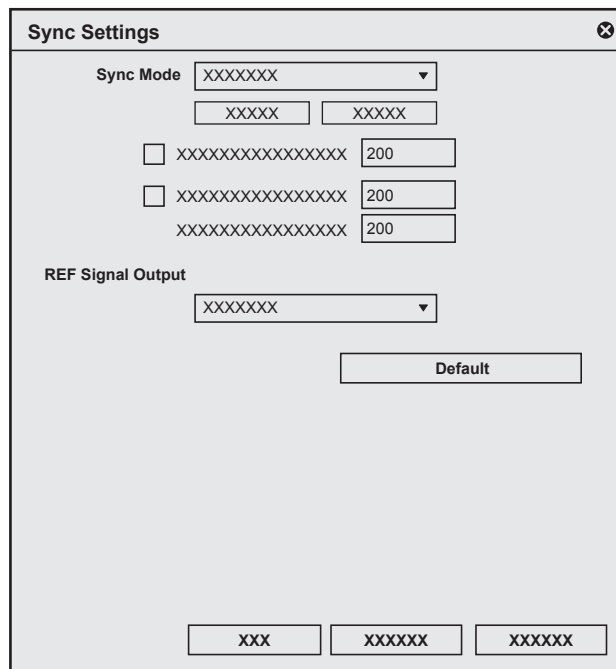 Sync Settings
Sync Mode XXXXXXX
XXXXX XXXXX
XXXXXXXXXXXXXXXX 200
XXXXXXXXXXXXXXXX 200
XXXXXXXXXXXXXXXX 200
REF Signal Output
XXXXXXX
Default
XXX XXXXXX XXXXXX